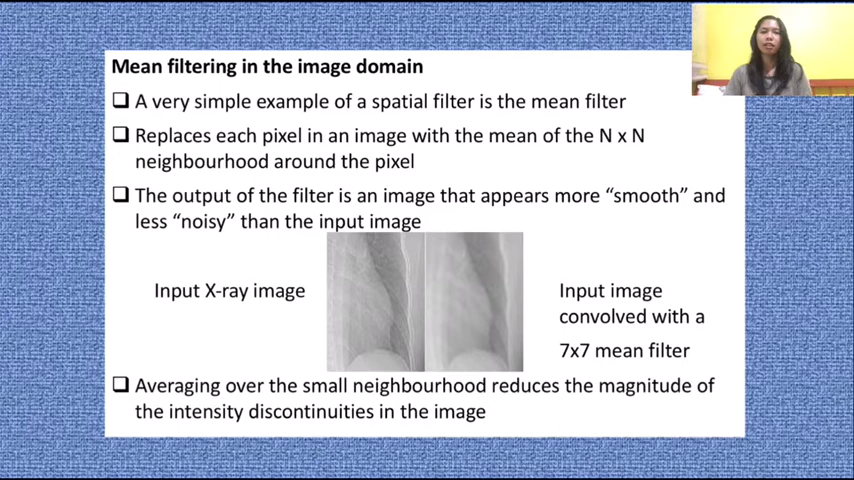 Mean filtering in the image domain
❑ A very simple example of a spatial filter is the mean filter
❑ Replaces each pixel in an image with the mean of the N x N
neighbourhood around the pixel
❑ The output of the filter is an image that appears more “smooth” and
less “noisy” than the input image
Input X-ray image
Input image
convolved with a
7x7 mean filter
❑ Averaging over the small neighbourhood reduces the magnitude of
the intensity discontinuities in the image